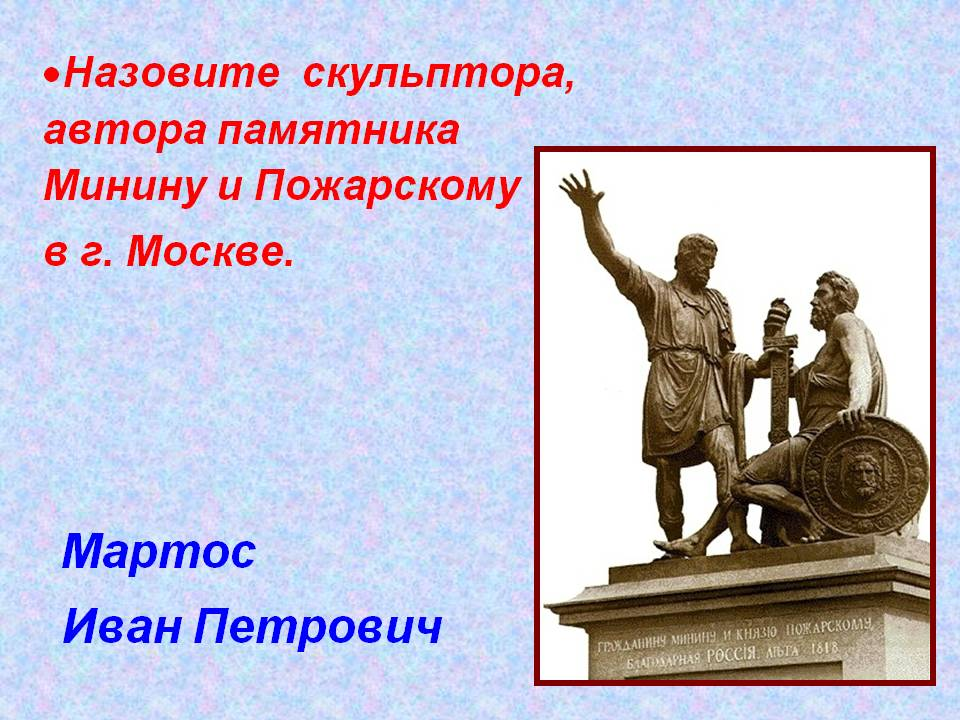 •Назовите скульптора,
автора памятника
Минину и Пожарскому
в г. Москве.
Мартос
Иван Петрович
ГРАЖДАНИНУ МИНИНУ И КНЯЗЮ ПОЖАРСКОМУ
БЛАГОДАРНАЯ РОССІЯ. ЛѢТА 1818.